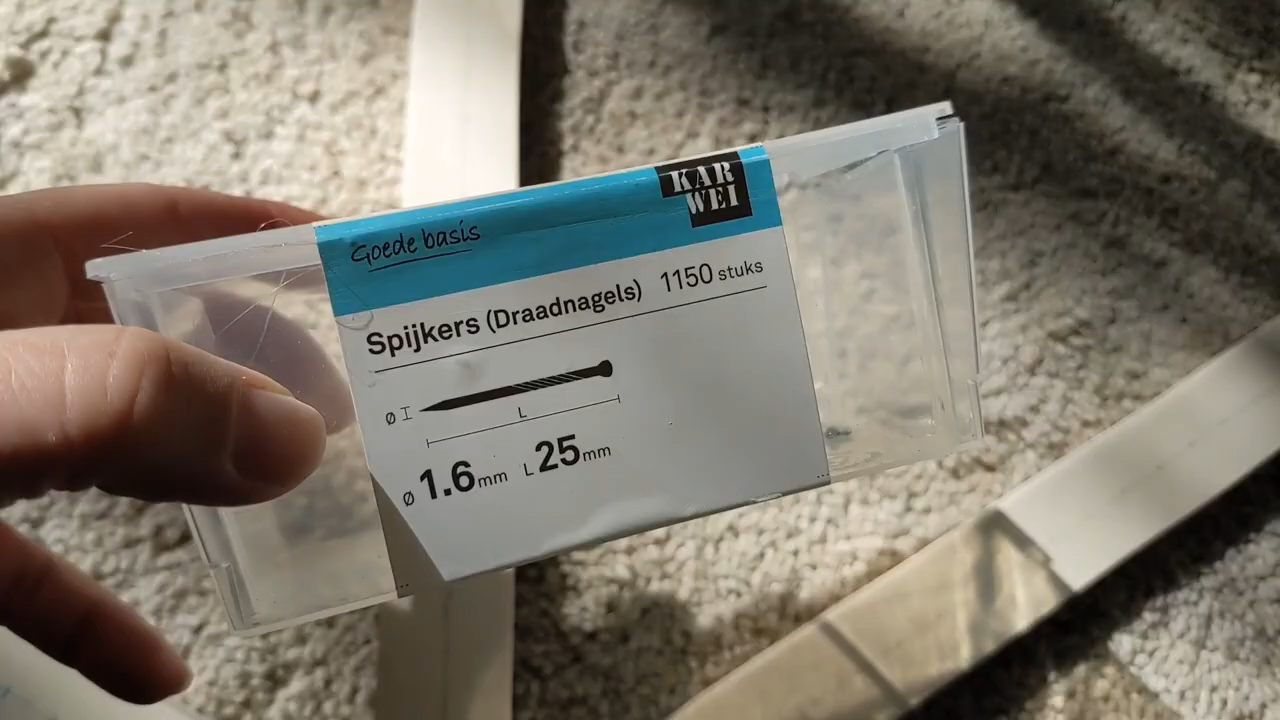 KAR
WEI
Goede basis
Spijkers (Draadnagels) 1150 stuks
Ø
L
Ø 1.6mm L 25mm